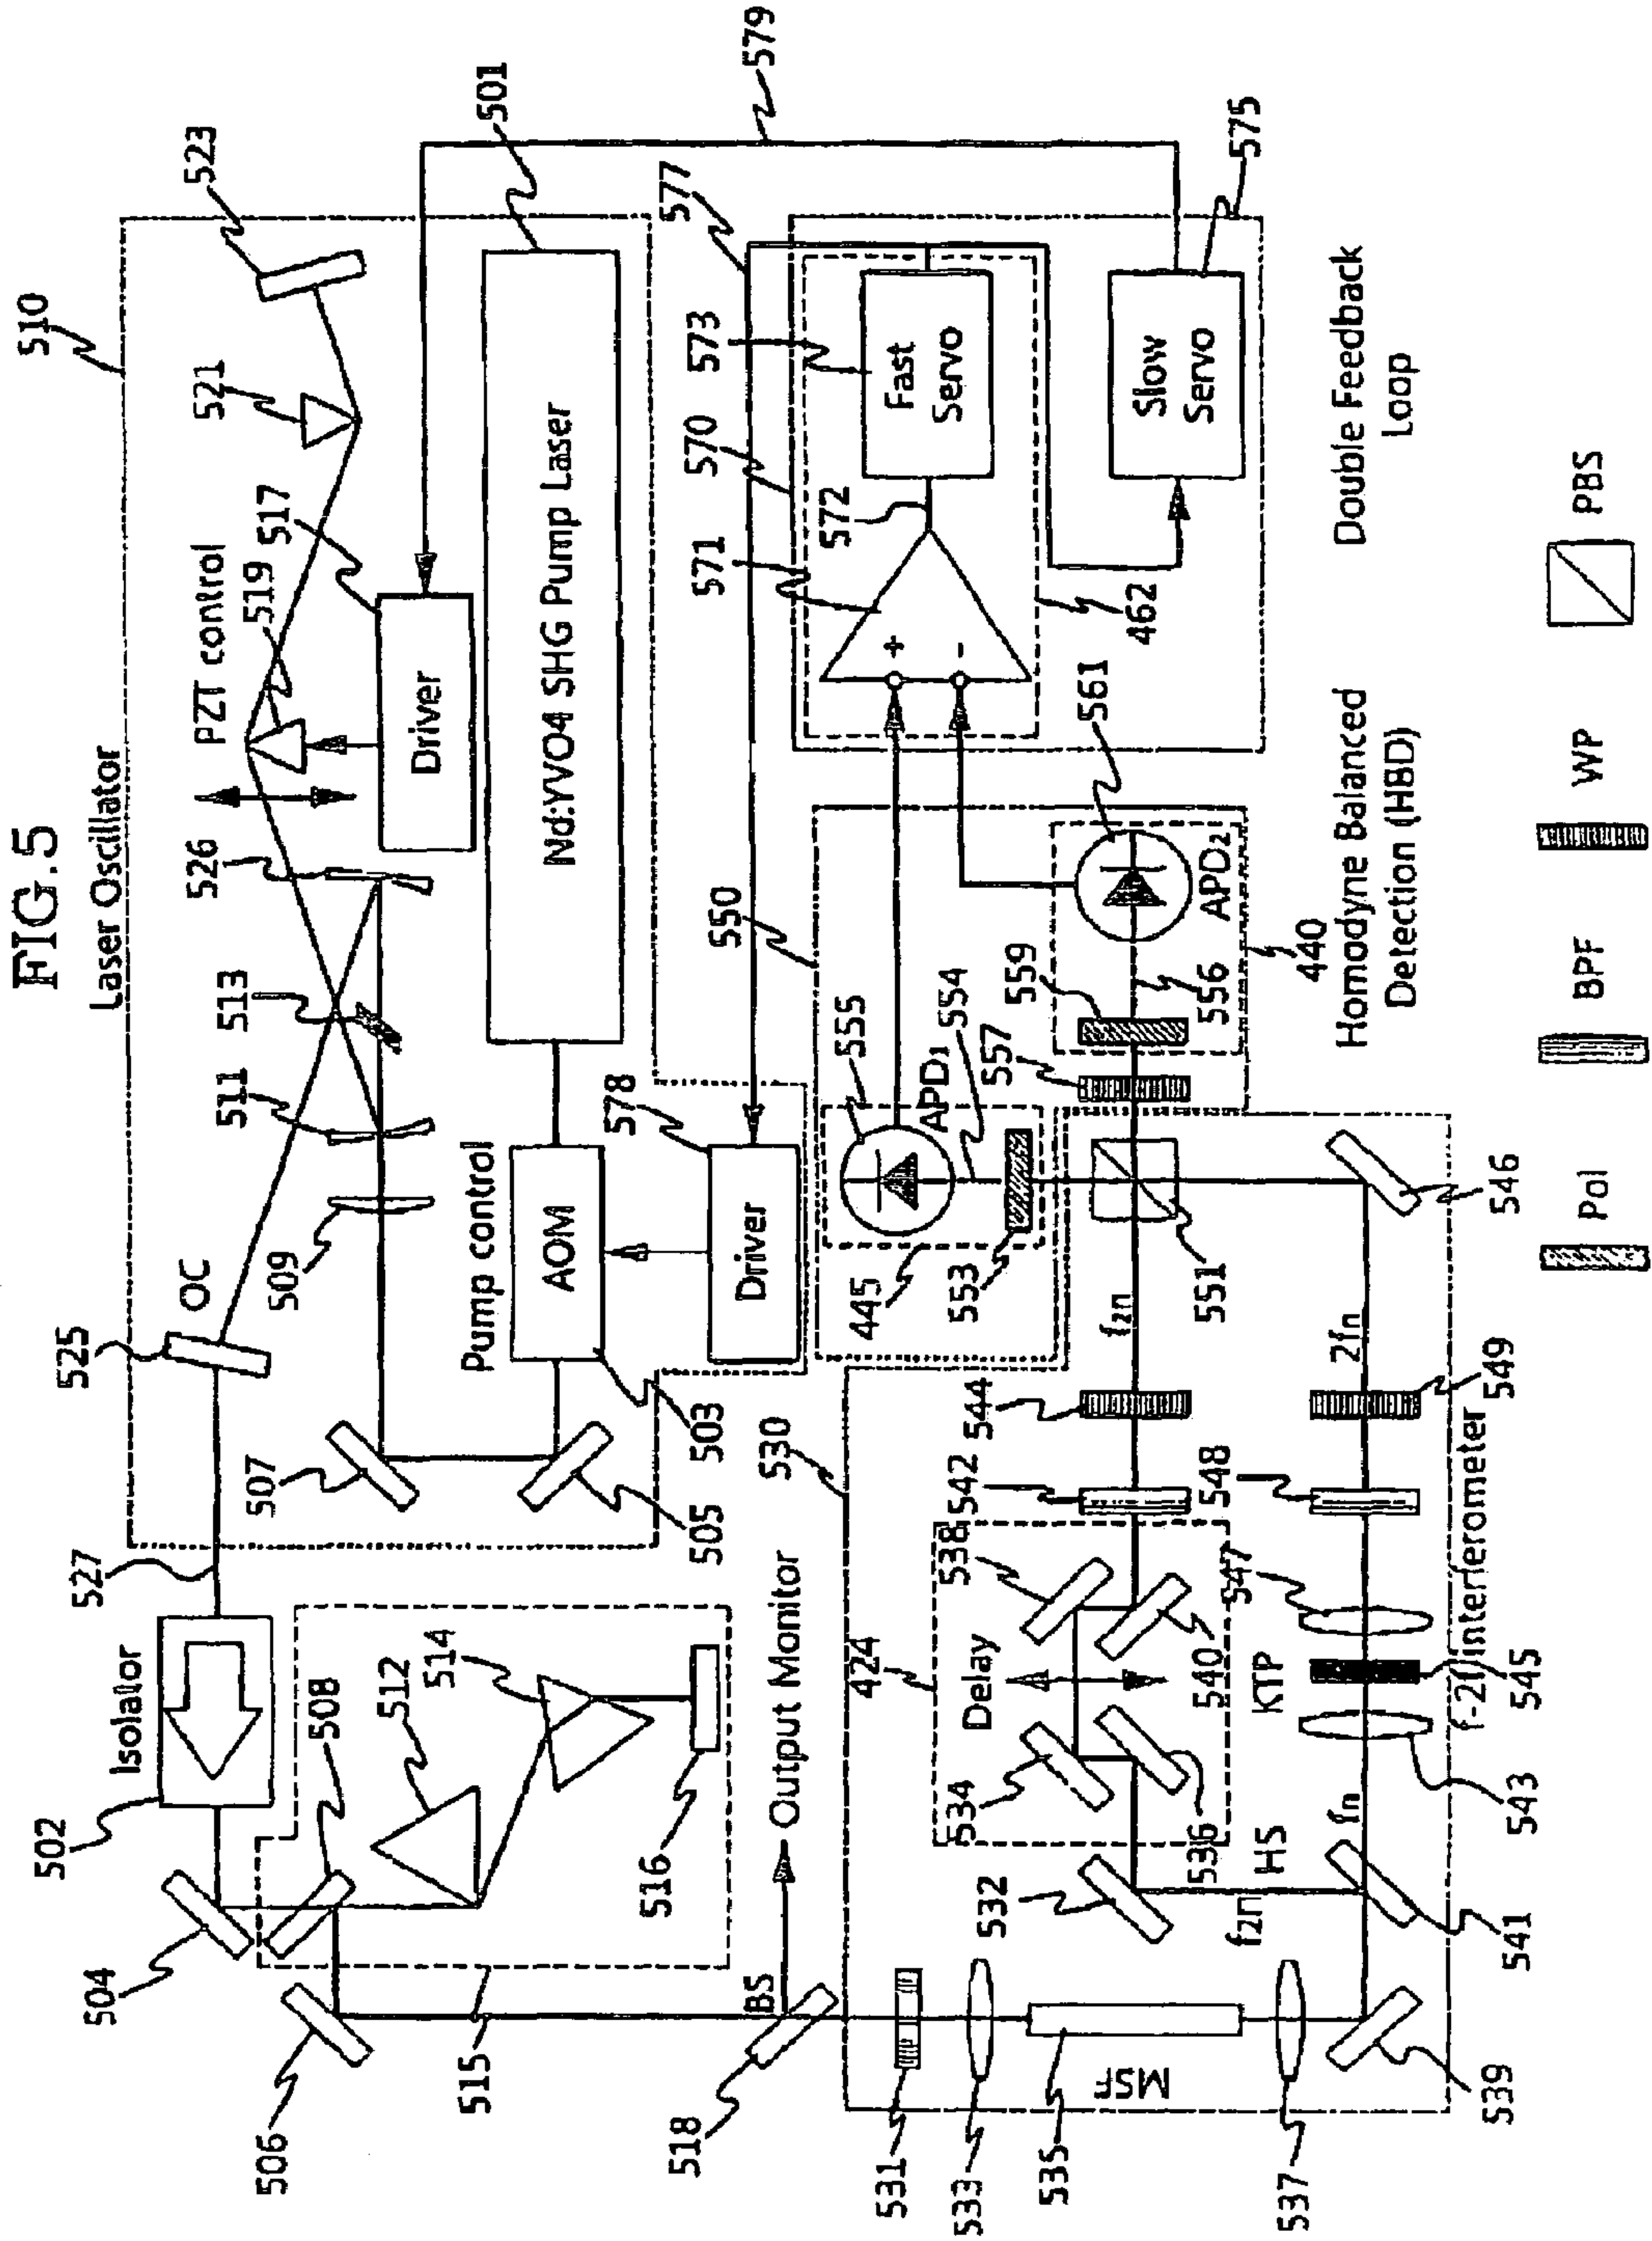 FIG.5
Laser Oscillator
510
523
521
PZT control
519
517
526
513
511
509
OC
525
527
507
505
503
Driver
Nd:YVO4 SHG Pump Laser
501
579
Pump control
AOM
578
Driver
Isolator
502
504
508
512
514
516
506
515
518
BS
Output Monitor
577
570
571
572
573
Fast
Servo
Slow
Servo
575
+
-
462
Double Feedback
Loop
550
555
APD1
554
445
553
557
559
556
561
APD2
440
Homodyne Balanced
Detection (HBD)
530
424
Delay
534
536
538
540
532
542
544
f2n
551
546
531
533
535
MSF
537
539
541
f2n
HS
fn
543
KTP
545
547
548
549
2fn
f-2f interferometer
Pol
BPF
WP
PBS